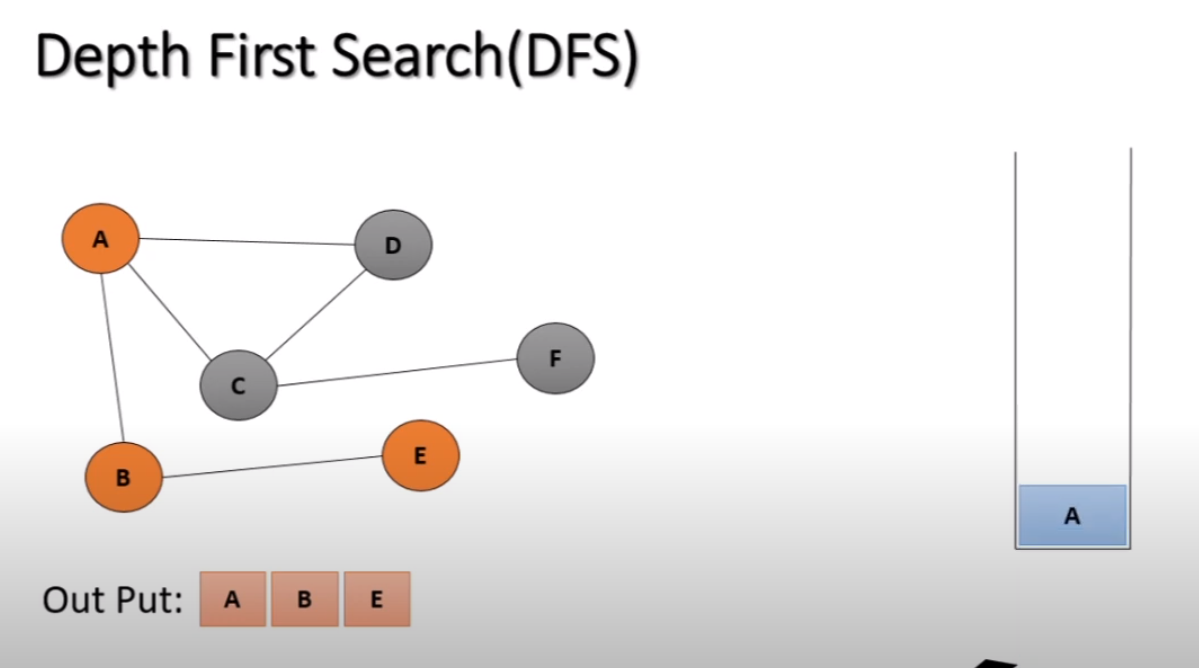 Depth First Search(DFS)
A
D
C
F
B
E
A
Out Put: A B E